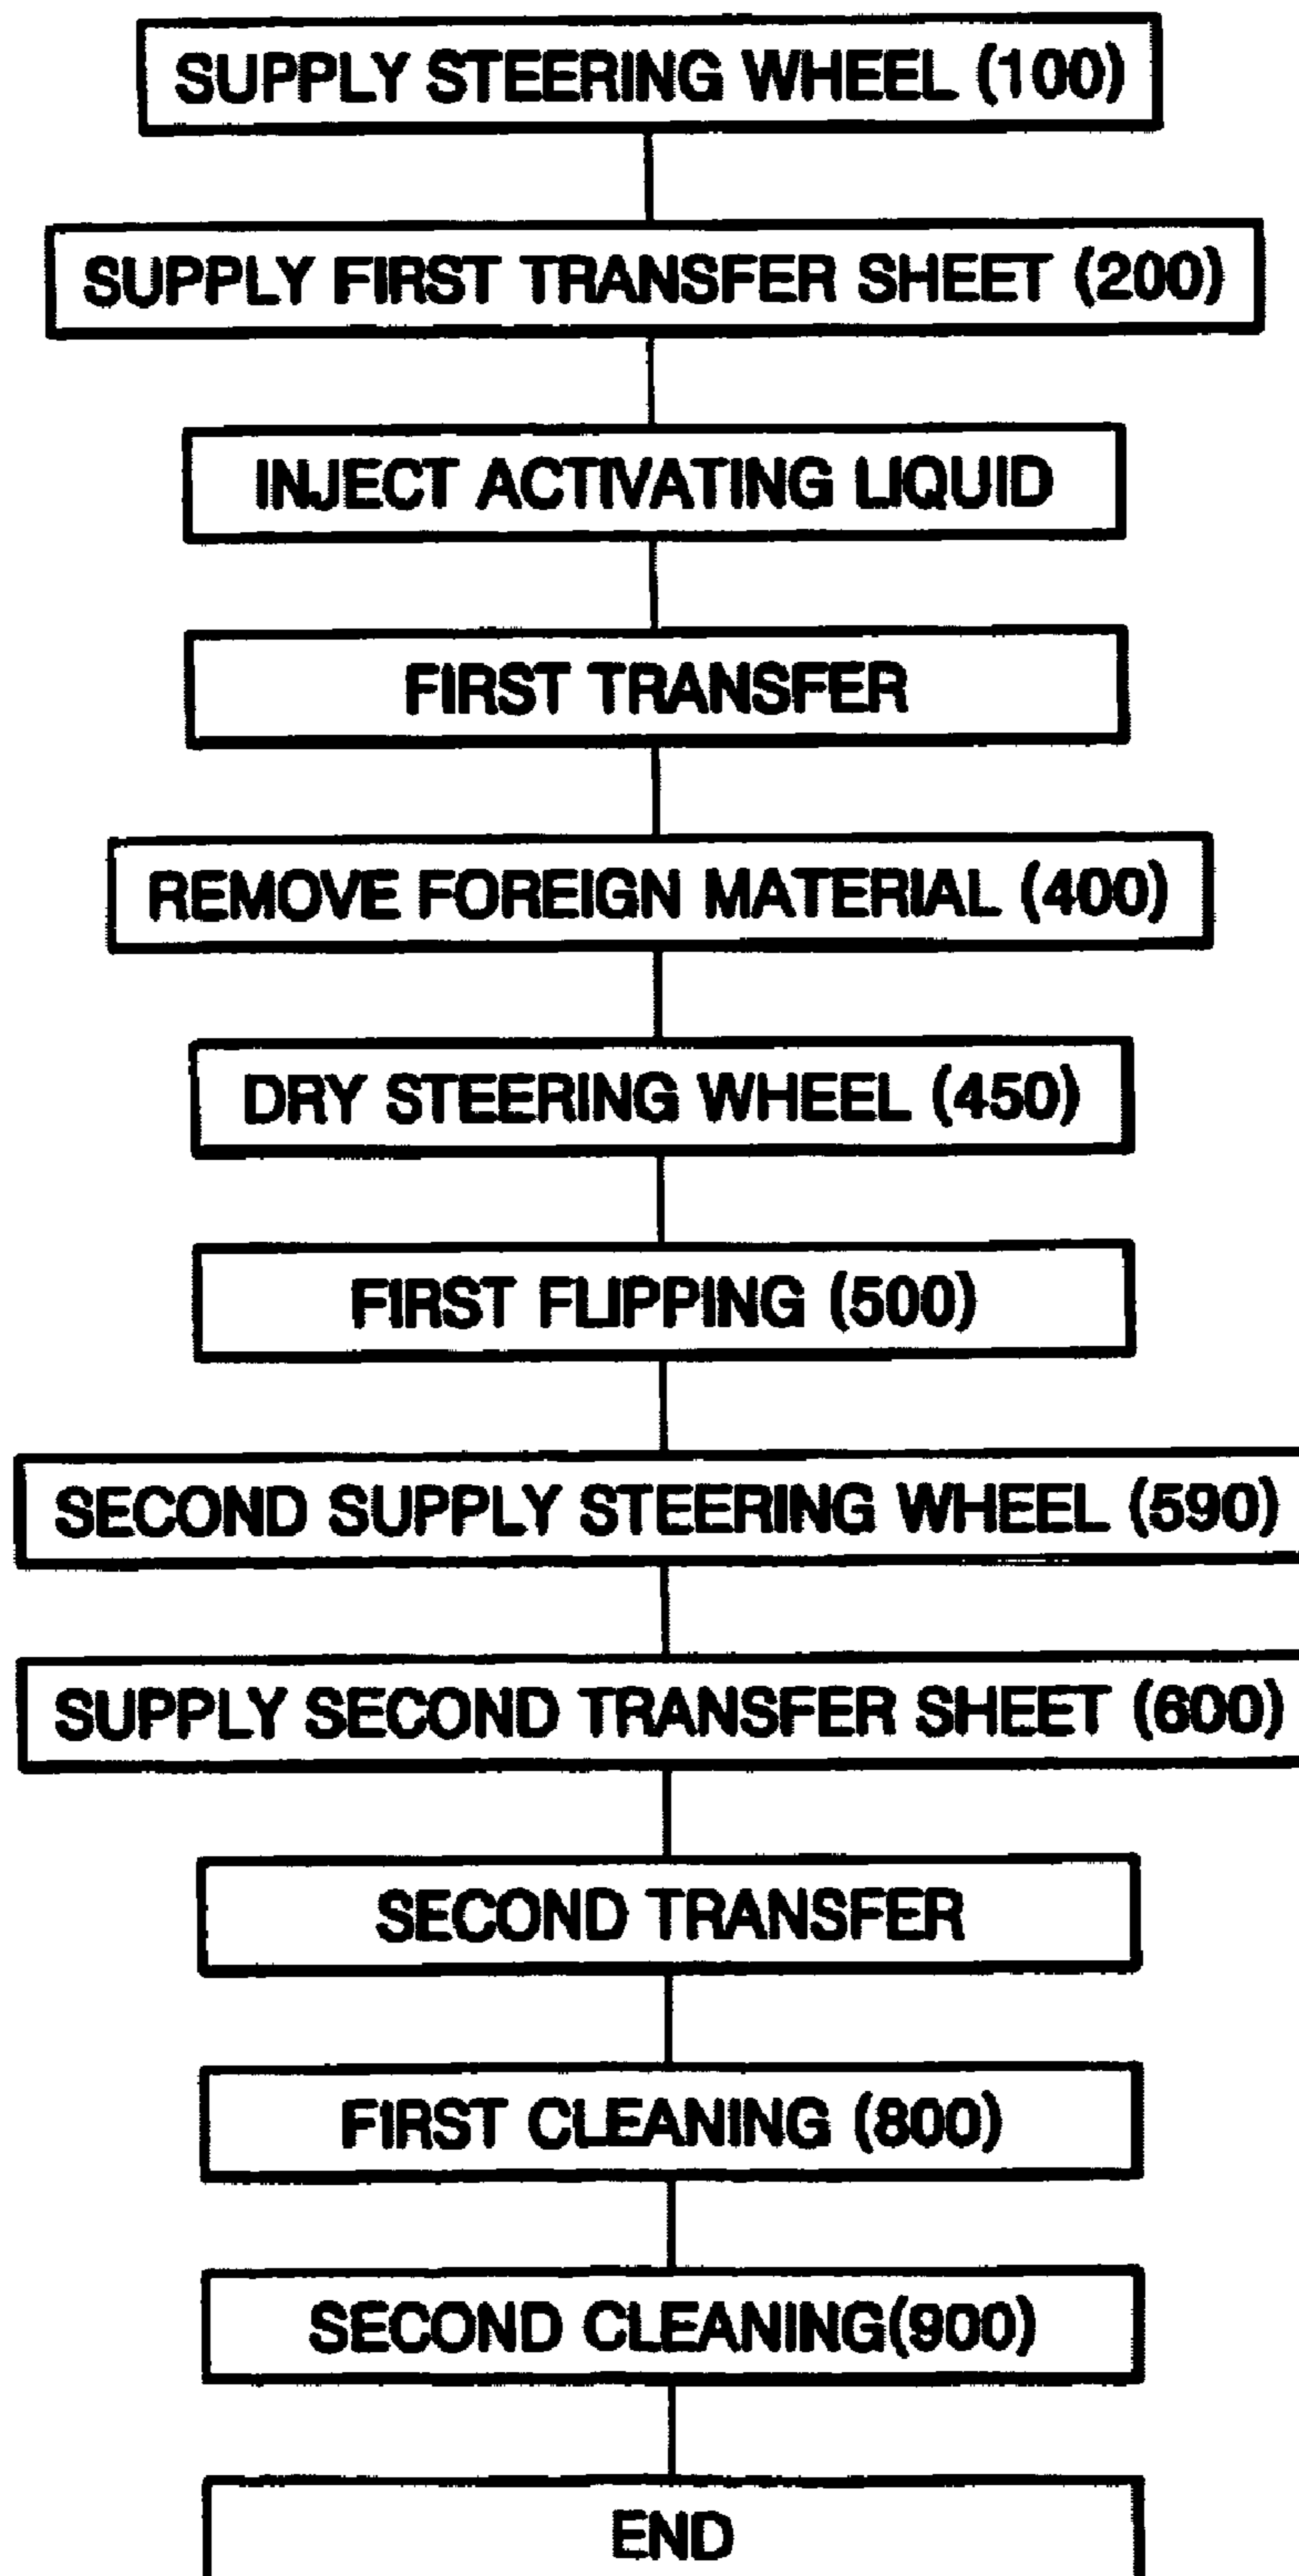 SUPPLY STEERING WHEEL (100)
SUPPLY FIRST TRANSFER SHEET (200)
INJECT ACTIVATING LIQUID
FIRST TRANSFER
REMOVE FOREIGN MATERIAL (400)
DRY STEERING WHEEL (450)
FIRST FLIPPING (500)
SECOND SUPPLY STEERING WHEEL (590)
SUPPLY SECOND TRANSFER SHEET (600)
SECOND TRANSFER
FIRST CLEANING (800)
SECOND CLEANING(900)
END